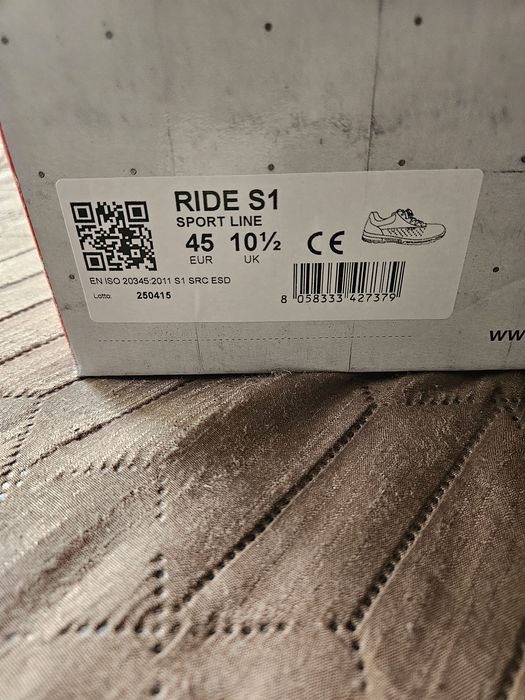 RIDE S1
SPORT LINE
45 10½
EUR UK
CE
EN ISO 20345:2011 S1 SRC ESD
Lotto: 250415
8 058333 427379
ww